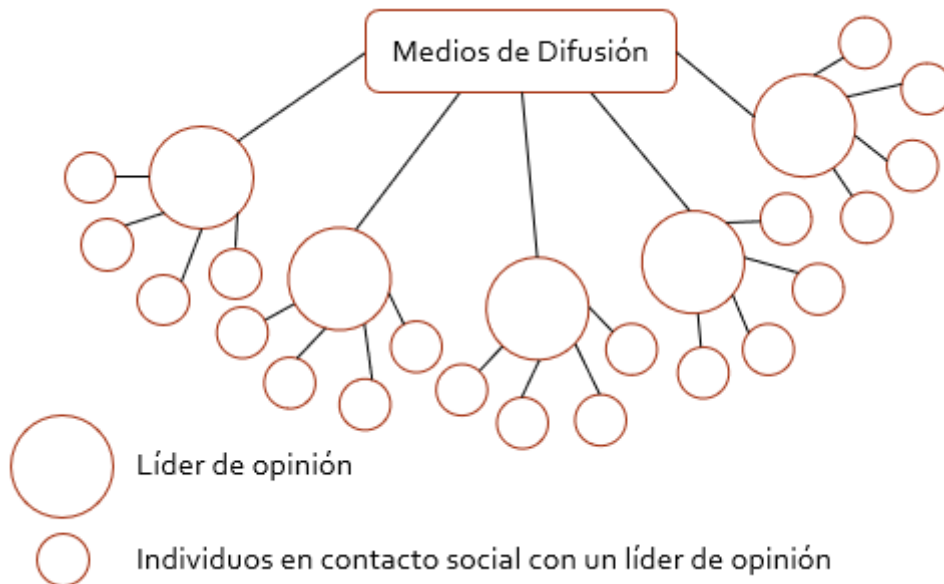 Medios de Difusión
Líder de opinión
Individuos en contacto social con un líder de opinión